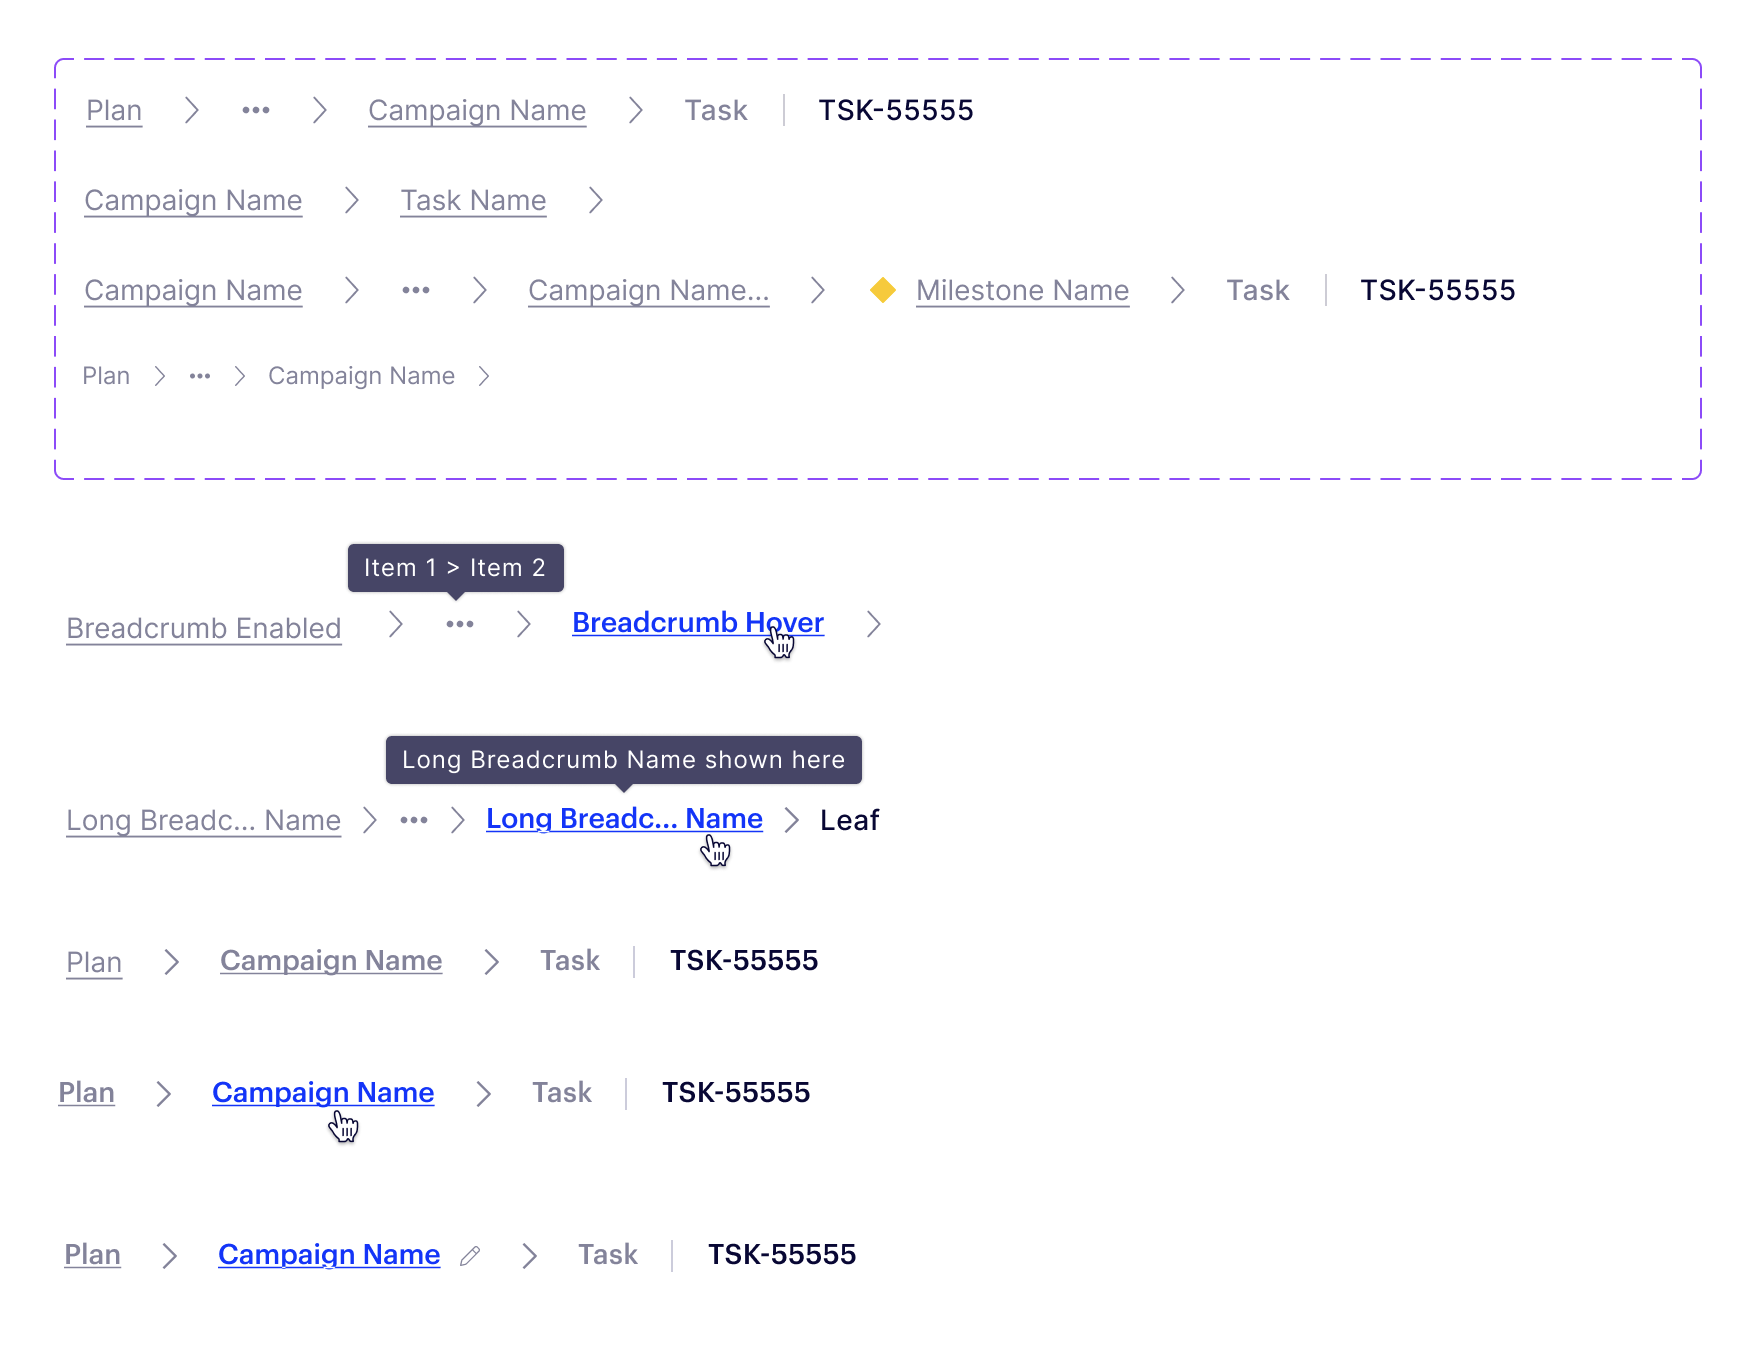 Plan > ••• > Campaign Name > Task | TSK-55555
Campaign Name > Task Name >
Campaign Name > ••• > Campaign Name... > Milestone Name > Task | TSK-55555
Plan > ••• > Campaign Name >
Item 1 > Item 2
Breadcrumb Enabled > ••• > Breadcrumb Hover >
Long Breadcrumb Name shown here
Long Breadc... Name > ••• > Long Breadc... Name > Leaf
Plan > Campaign Name > Task | TSK-55555
Plan > Campaign Name > Task | TSK-55555
Plan > Campaign Name > Task | TSK-55555